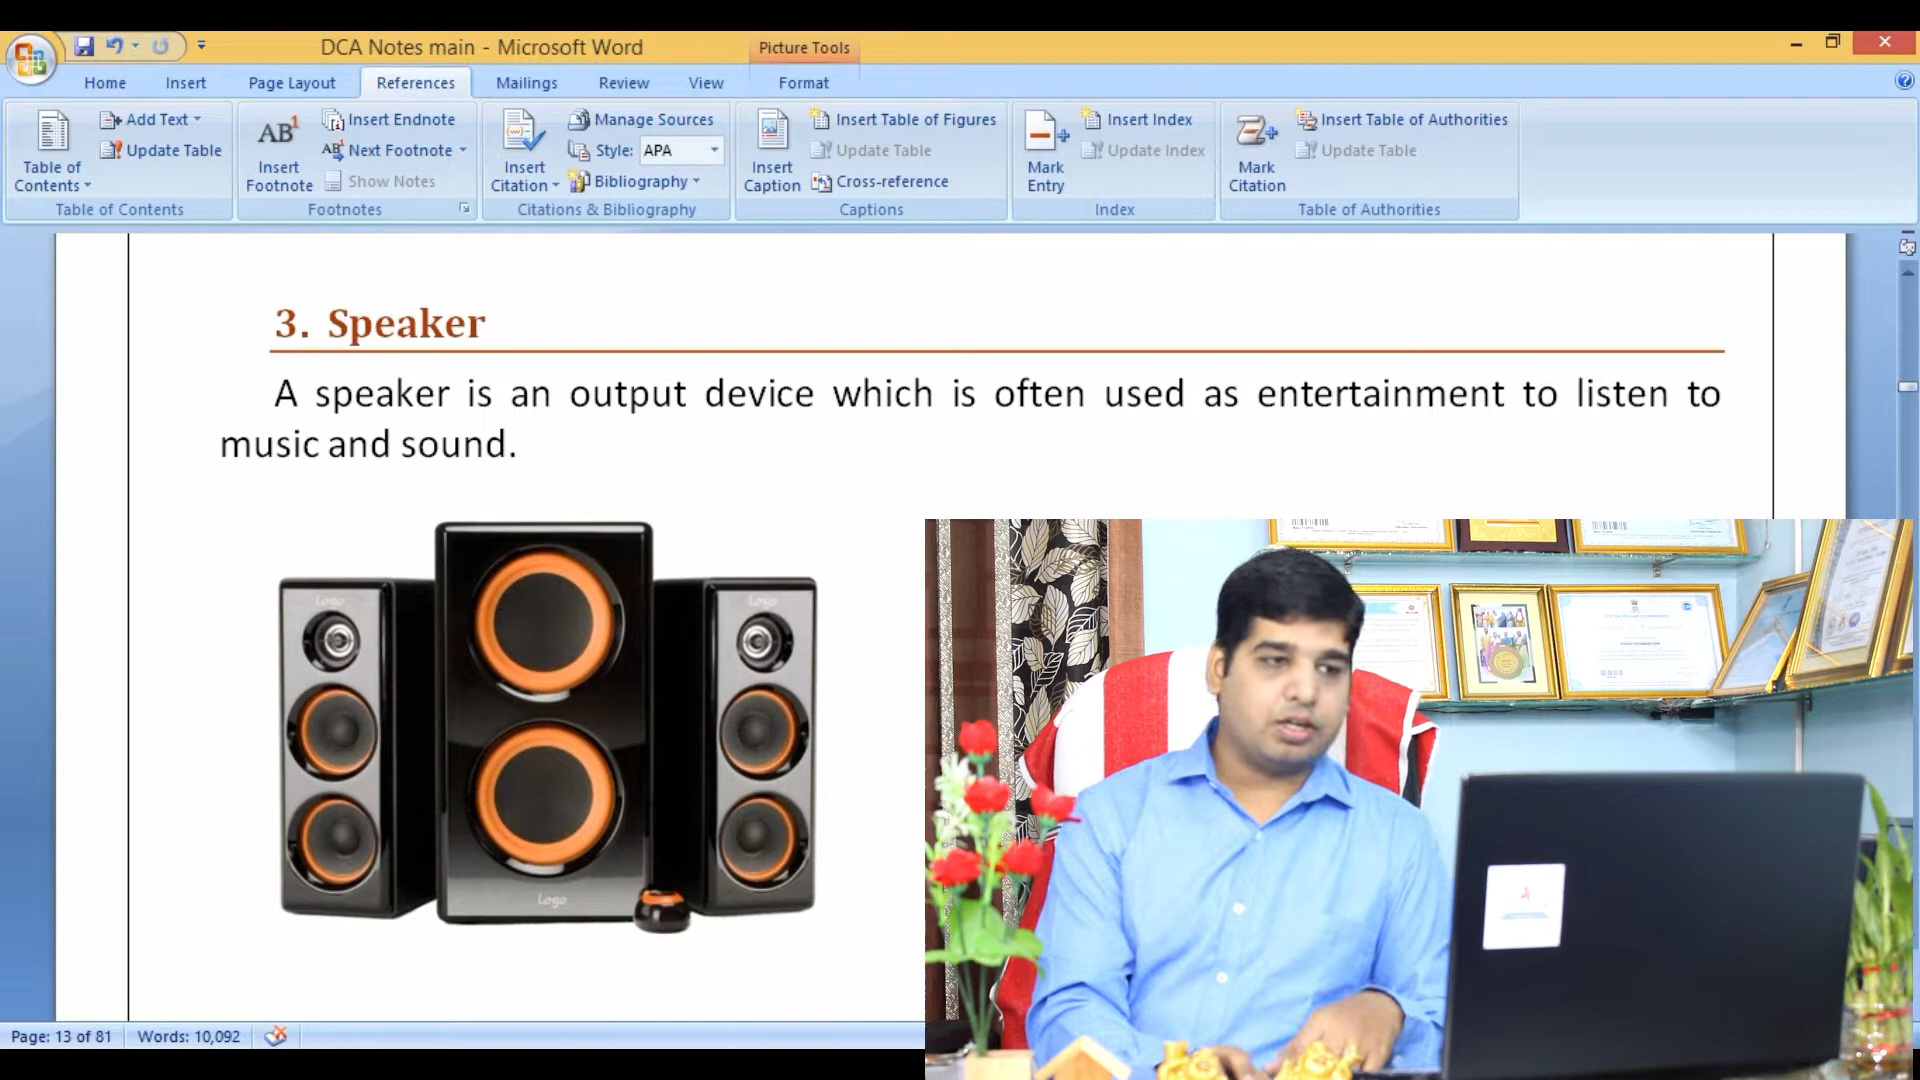 DCA Notes main - Microsoft Word
Picture Tools
Home Insert Page Layout References Mailings Review View Format
Table of Contents
Add Text
Update Table
Table of Contents
AB1
Insert Footnote
Insert Endnote
AB Next Footnote
Show Notes
Footnotes
Insert Citation
Manage Sources
Style: APA
Bibliography
Citations & Bibliography
Insert Caption
Insert Table of Figures
Update Table
Cross-reference
Captions
Mark Entry
Insert Index
Update Index
Index
Mark Citation
Insert Table of Authorities
Update Table
Table of Authorities
3. Speaker
A speaker is an output device which is often used as entertainment to listen to
music and sound.
logo
logo
Logo
Page: 13 of 81 Words: 10,092